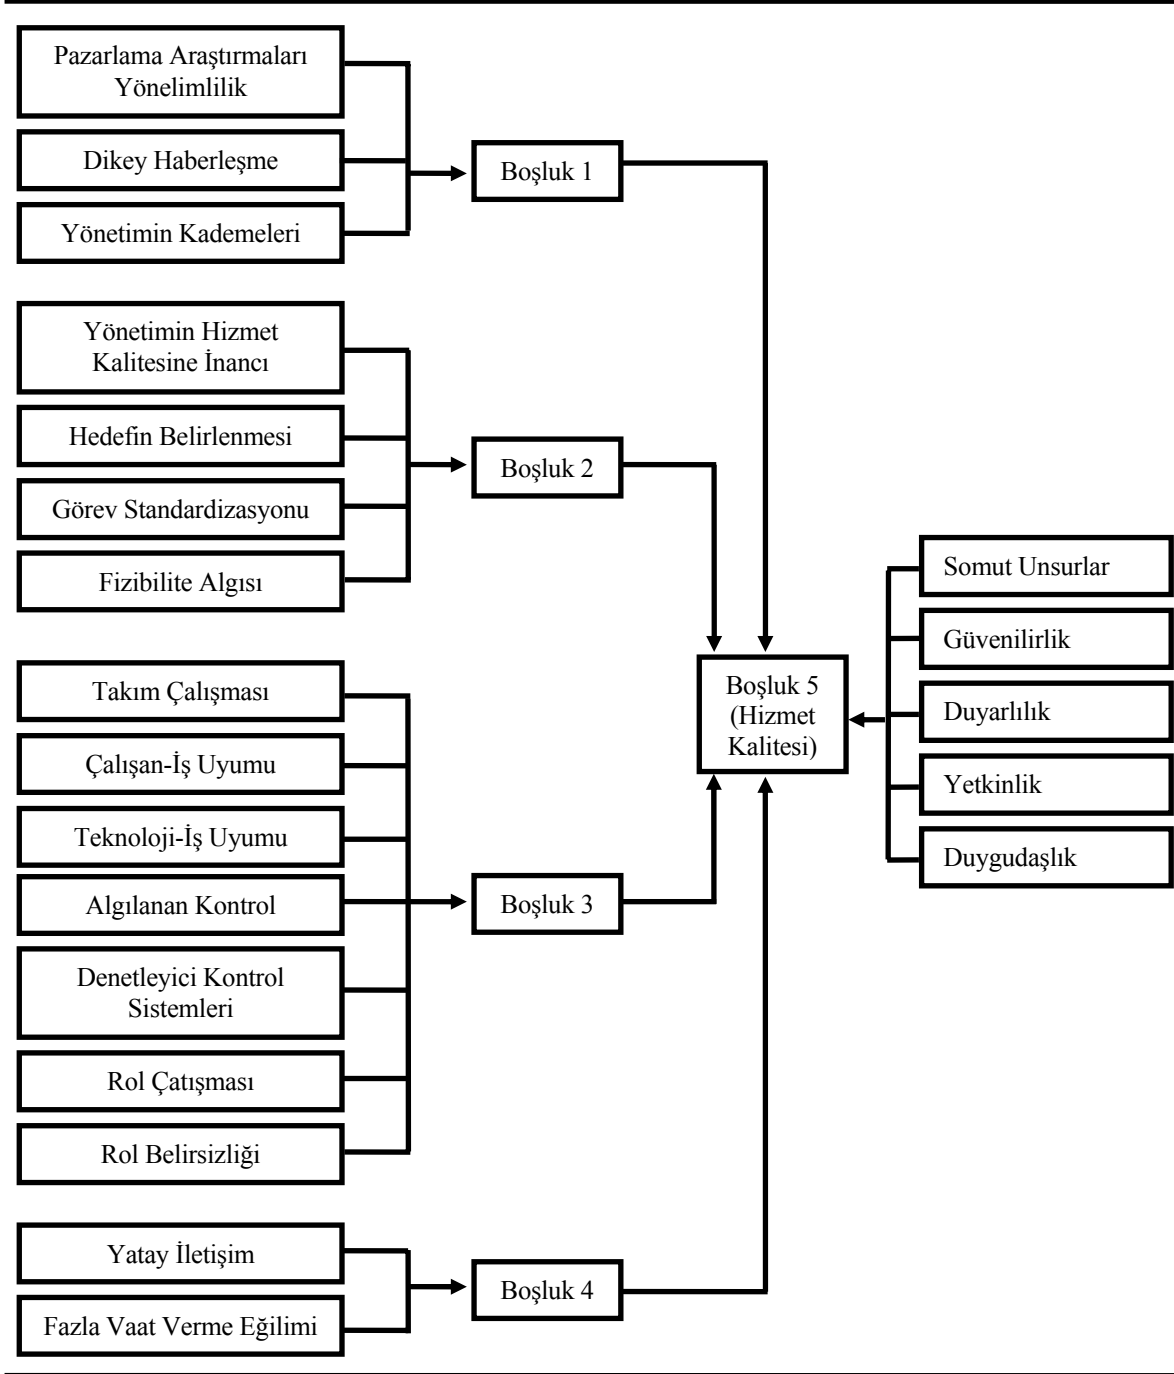 Pazarlama Araştırmaları
Yönelimlilik
Dikey Haberleşme
Yönetimin Kademeleri
Boşluk 1
Yönetimin Hizmet
Kalitesine İnancı
Hedefin Belirlenmesi
Görev Standardizasyonu
Fizibilite Algısı
Boşluk 2
Takım Çalışması
Çalışan-İş Uyumu
Teknoloji-İş Uyumu
Algılanan Kontrol
Denetleyici Kontrol
Sistemleri
Rol Çatışması
Rol Belirsizliği
Boşluk 3
Yatay İletişim
Fazla Vaat Verme Eğilimi
Boşluk 4
Boşluk 5
(Hizmet
Kalitesi)
Somut Unsurlar
Güvenilirlik
Duyarlılık
Yetkinlik
Duygudaşlık